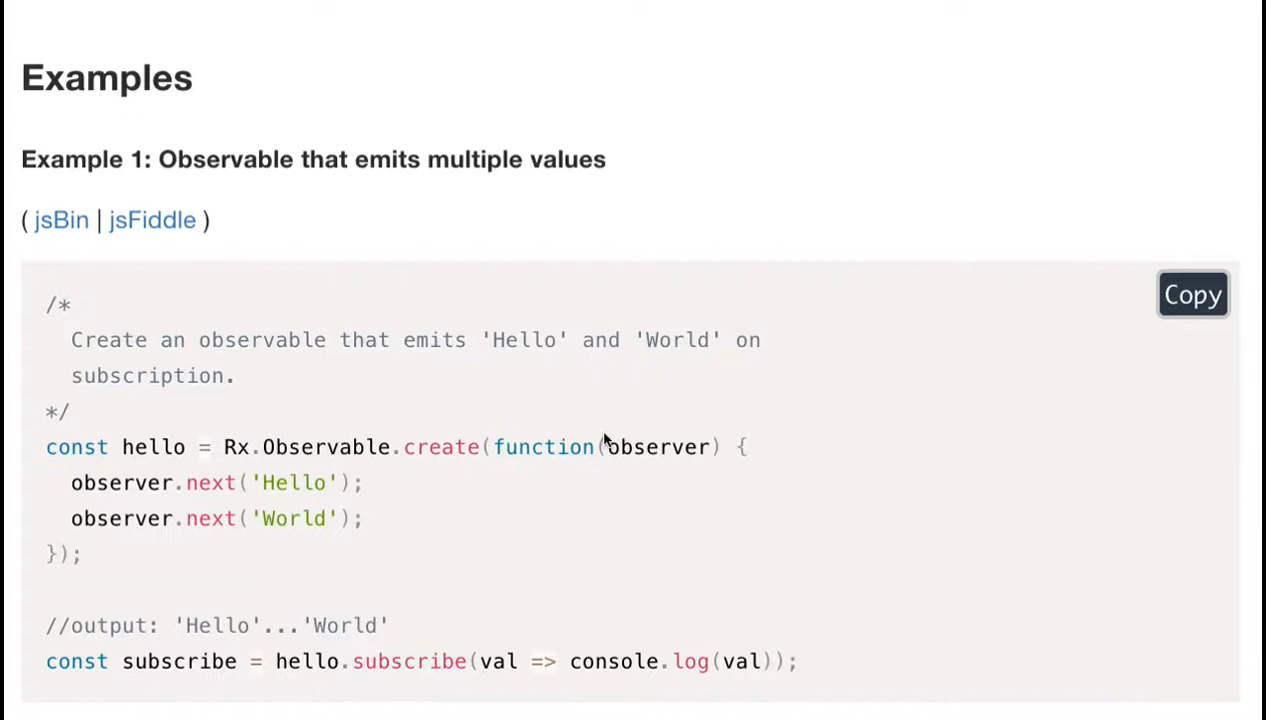 Examples
Example 1: Observable that emits multiple values
( jsBin | jsFiddle )
Copy
/*
  Create an observable that emits 'Hello' and 'World' on
  subscription.
*/
const hello = Rx.Observable.create(function(observer) {
  observer.next('Hello');
  observer.next('World');
});

//output: 'Hello'...'World'
const subscribe = hello.subscribe(val => console.log(val));